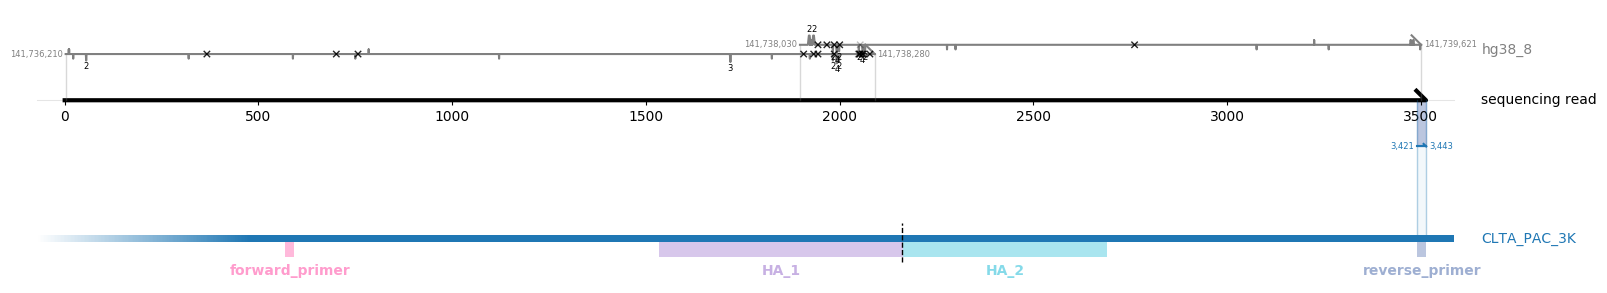 22
141,738,030
141,739,621
hg38_8
141,736,210
141,738,280
2
3
4
4
sequencing read
0 500 1000 1500 2000 2500 3000 3500
3,421 3,443
CLTA_PAC_3K
forward_primer HA_1 HA_2 reverse_primer